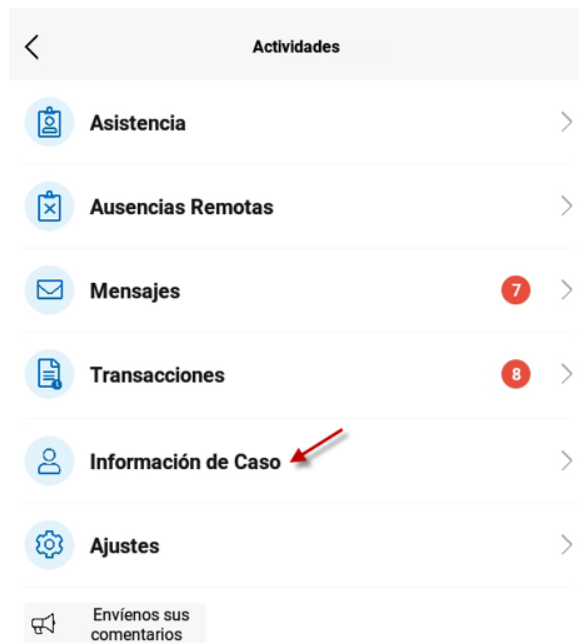 Actividades
Asistencia
Ausencias Remotas
Mensajes 7
Transacciones 8
Información de Caso
Ajustes
Envíenos sus
comentarios